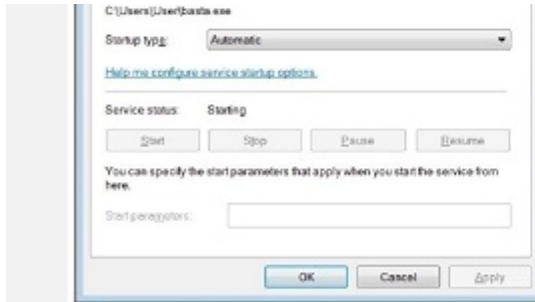 C:\Users\User\basta.exe
Startup type: Automatic
Help me configure service startup options.
Service status: Starting
Start Stop Pause Resume
You can specify the start parameters that apply when you start the service from
here.
Start parameters:
OK Cancel Apply